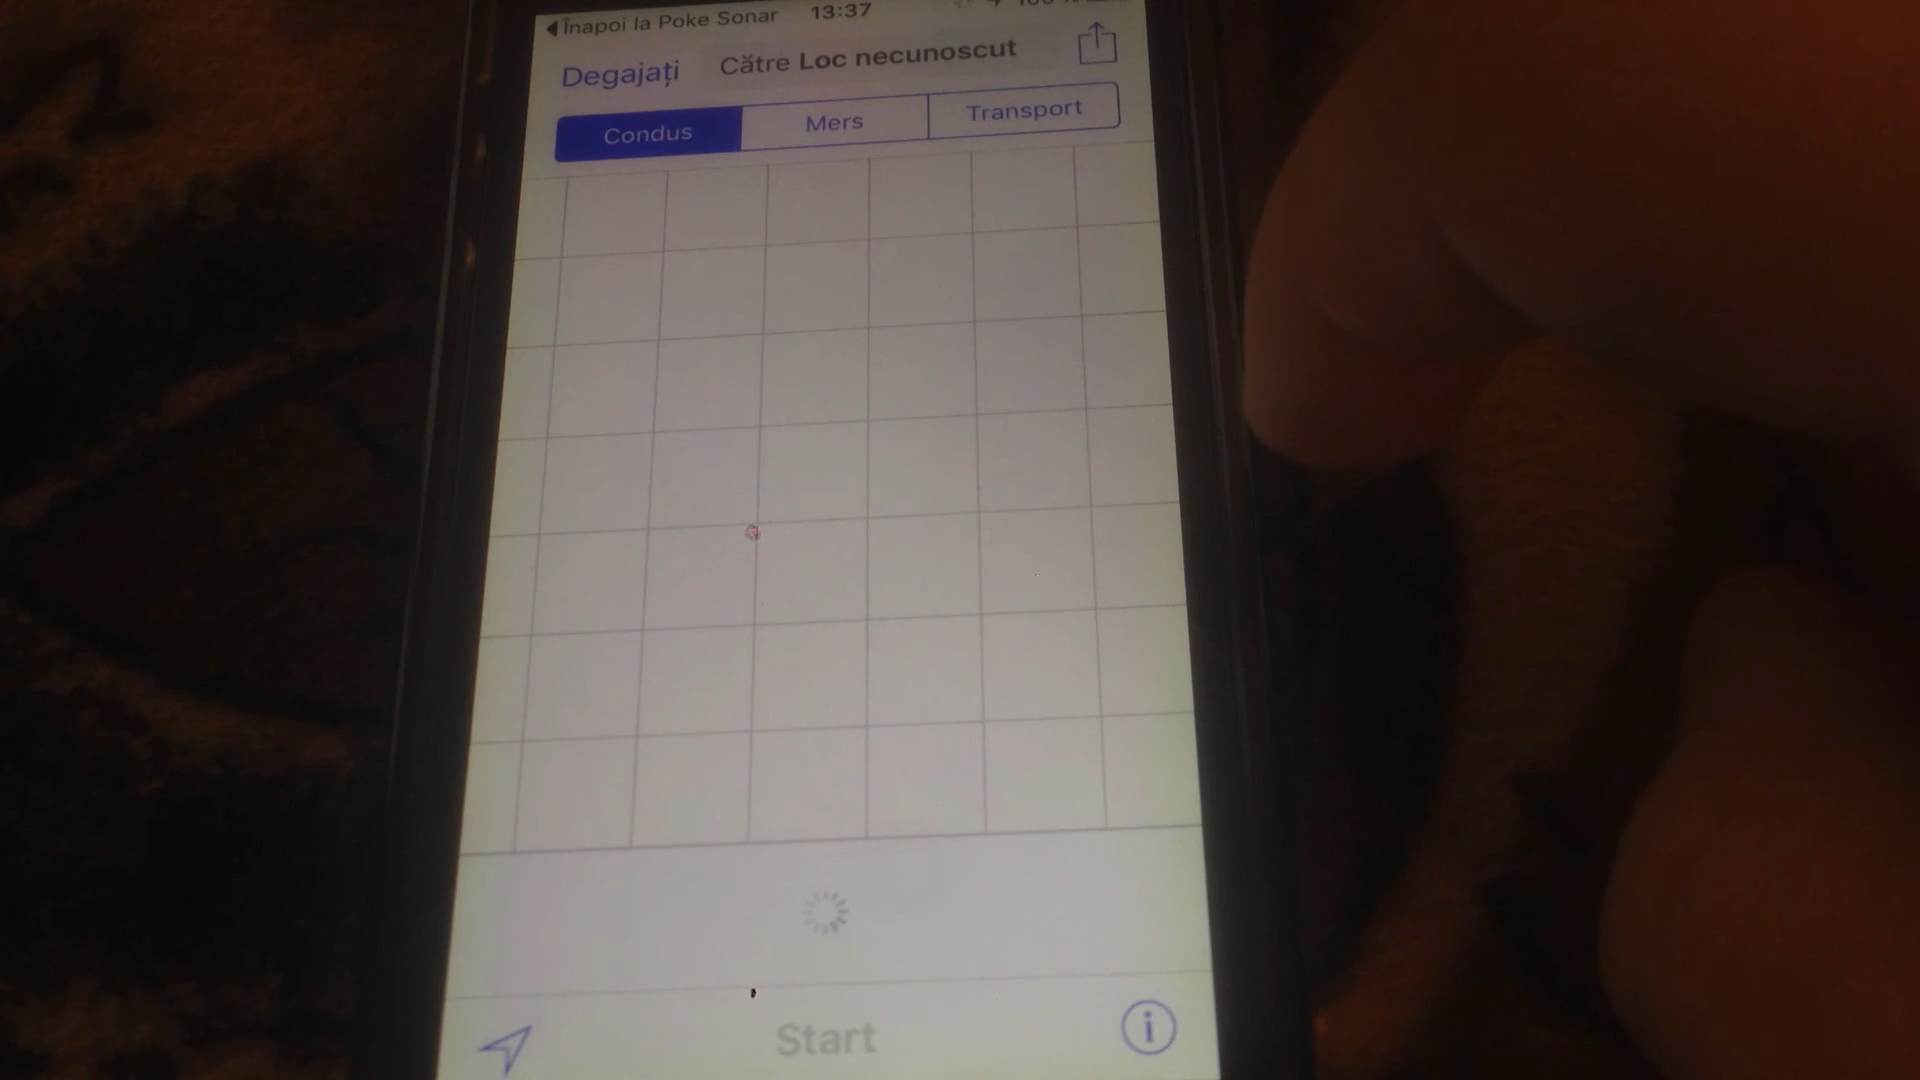 Înapoi la Poke Sonar 13:37
Degajați Către Loc necunoscut
Condus Mers Transport
Start